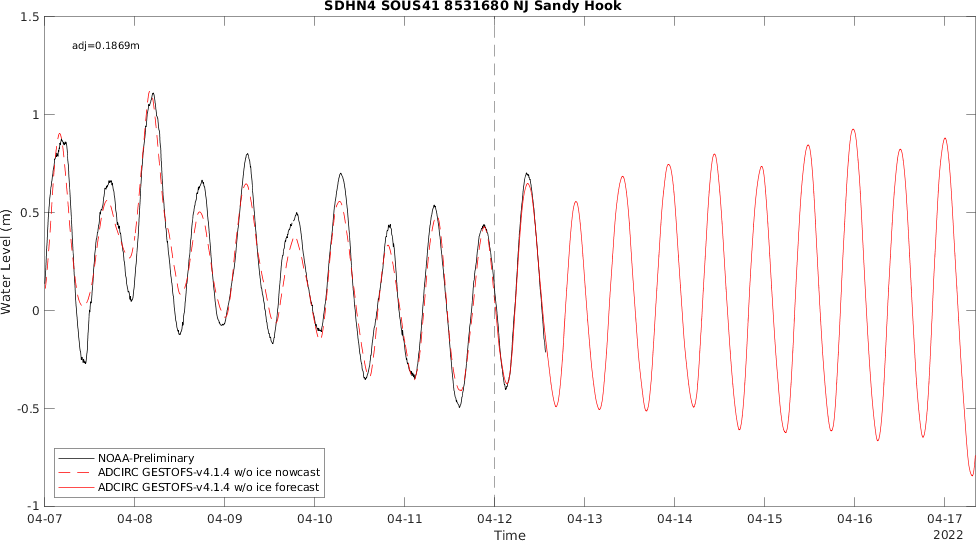 SDHN4 SOUS41 8531680 NJ Sandy Hook
1.5
adj=0.1869m
1
0.5
Water Level (m)
0
-0.5
-1
NOAA-Preliminary
ADCIRC GESTOFS-v4.1.4 w/o ice nowcast
ADCIRC GESTOFS-v4.1.4 w/o ice forecast
04-07 04-08 04-09 04-10 04-11 04-12 04-13 04-14 04-15 04-16 04-17
Time
2022